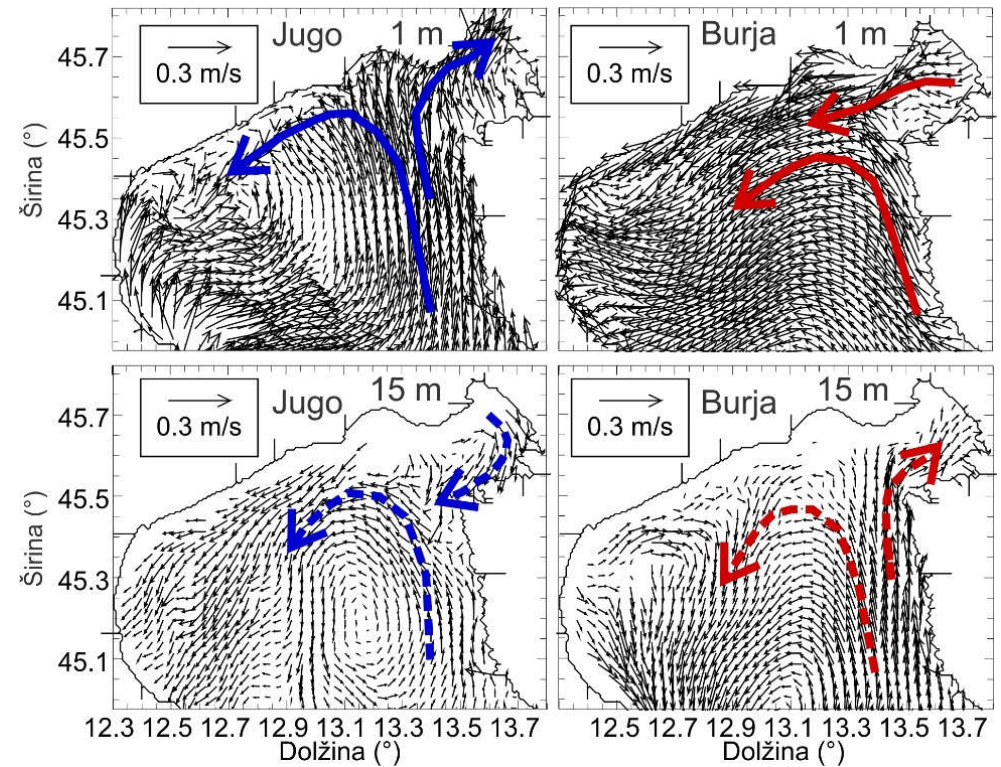 Jugo 1 m
0.3 m/s
Burja 1 m
0.3 m/s
45.7
45.5
45.3
45.1
Širina (°)
Jugo 15 m
0.3 m/s
Burja 15 m
0.3 m/s
45.7
45.5
45.3
45.1
Širina (°)
12.3 12.5 12.7 12.9 13.1 13.3 13.5 13.7
12.5 12.7 12.9 13.1 13.3 13.5 13.7
Dolžina (°)
Dolžina (°)